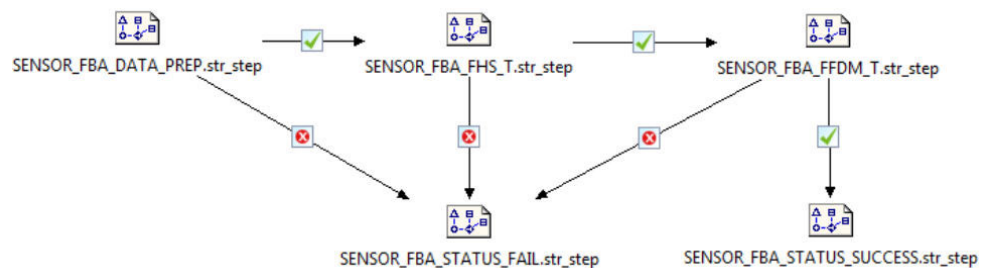 SENSOR_FBA_DATA_PREP.str_step
SENSOR_FBA_FHS_T.str_step
SENSOR_FBA_FFDM_T.str_step
SENSOR_FBA_STATUS_FAIL.str_step
SENSOR_FBA_STATUS_SUCCESS.str_step